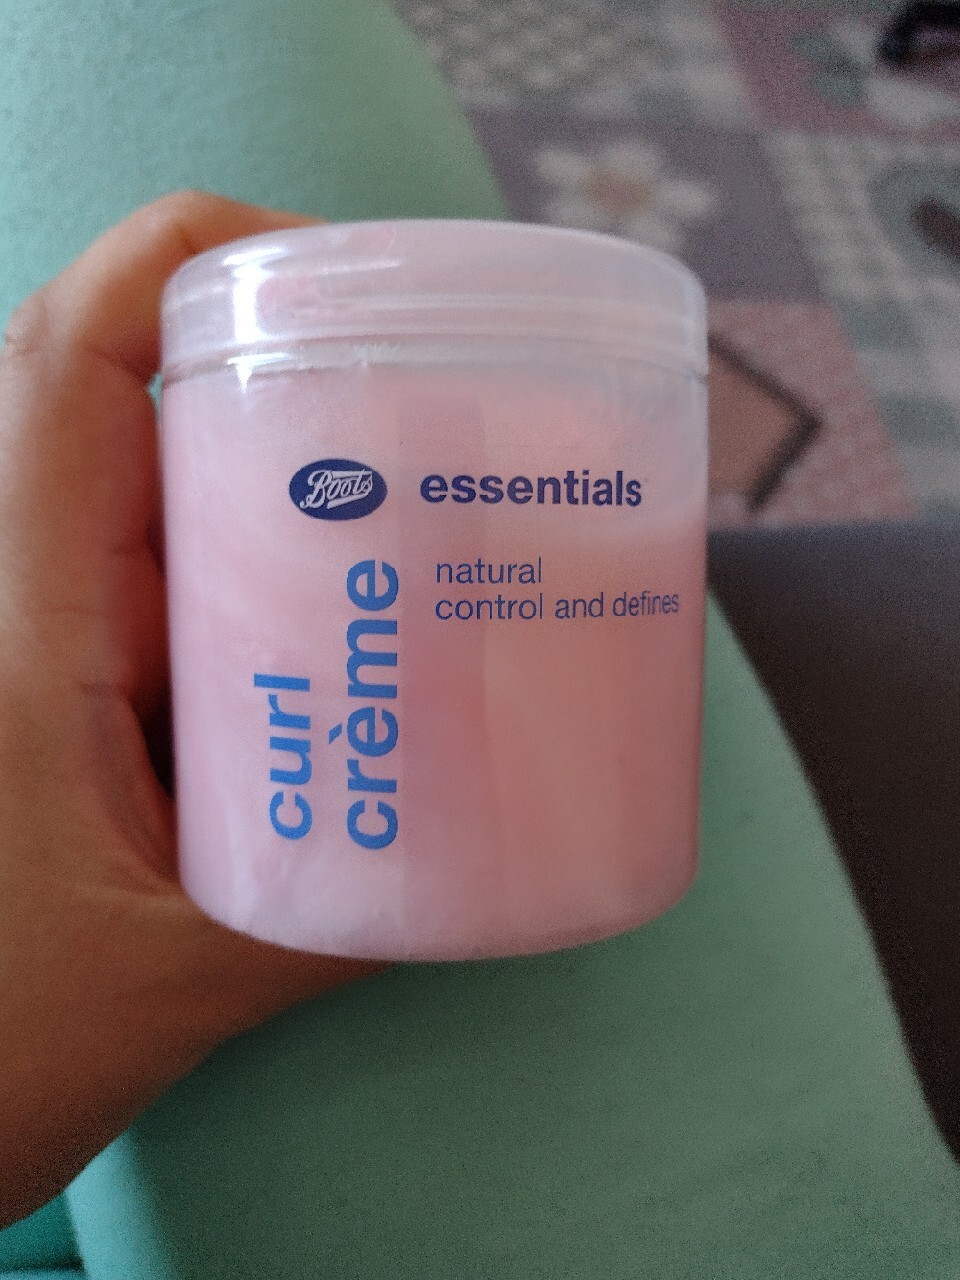 Boots essentials
natural
control and defines
curl
crème